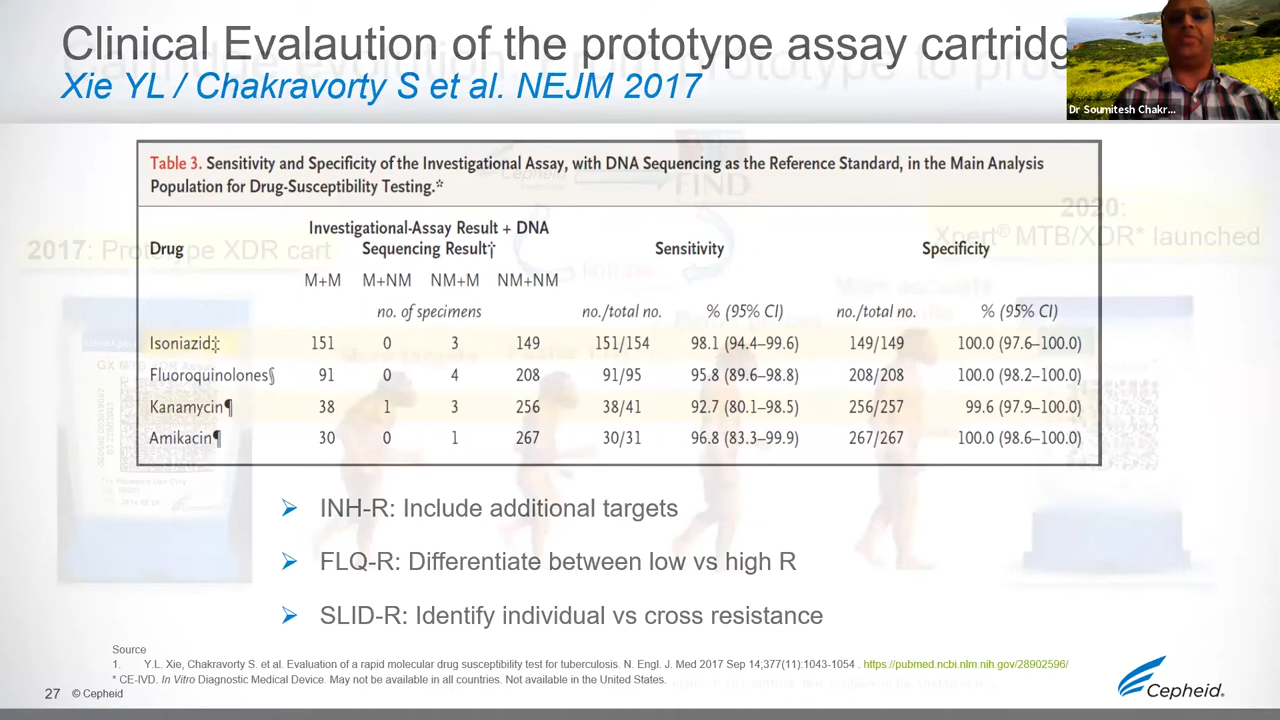 Clinical Evalaution of the prototype assay cartridg
Xie YL / Chakravorty S et al. NEJM 2017
Dr Soumitesh Chakr...
Table 3. Sensitivity and Specificity of the Investigational Assay, with DNA Sequencing as the Reference Standard, in the Main Analysis
Population for Drug-Susceptibility Testing.*
Investigational-Assay Result + DNA
Drug Sequencing Result† Sensitivity Specificity
M+M M+NM NM+M NM+NM
no. of specimens no./total no. % (95% CI) no./total no. % (95% CI)
Isoniazid‡ 151 0 3 149 151/154 98.1 (94.4–99.6) 149/149 100.0 (97.6–100.0)
Fluoroquinolones§ 91 0 4 208 91/95 95.8 (89.6–98.8) 208/208 100.0 (98.2–100.0)
Kanamycin¶ 38 1 3 256 38/41 92.7 (80.1–98.5) 256/257 99.6 (97.9–100.0)
Amikacin¶ 30 0 1 267 30/31 96.8 (83.3–99.9) 267/267 100.0 (98.6–100.0)
2017: Prototype XDR cart
FIND
2020:
Xpert® MTB/XDR* launched
➢ INH-R: Include additional targets
➢ FLQ-R: Differentiate between low vs high R
➢ SLID-R: Identify individual vs cross resistance
Source
1. Y.L. Xie, Chakravorty S. et al. Evaluation of a rapid molecular drug susceptibility test for tuberculosis. N. Engl. J. Med 2017 Sep 14;377(11):1043-1054 . https://pubmed.ncbi.nlm.nih.gov/28902596/
* CE-IVD. In Vitro Diagnostic Medical Device. May not be available in all countries. Not available in the United States.
27 © Cepheid
Cepheid.